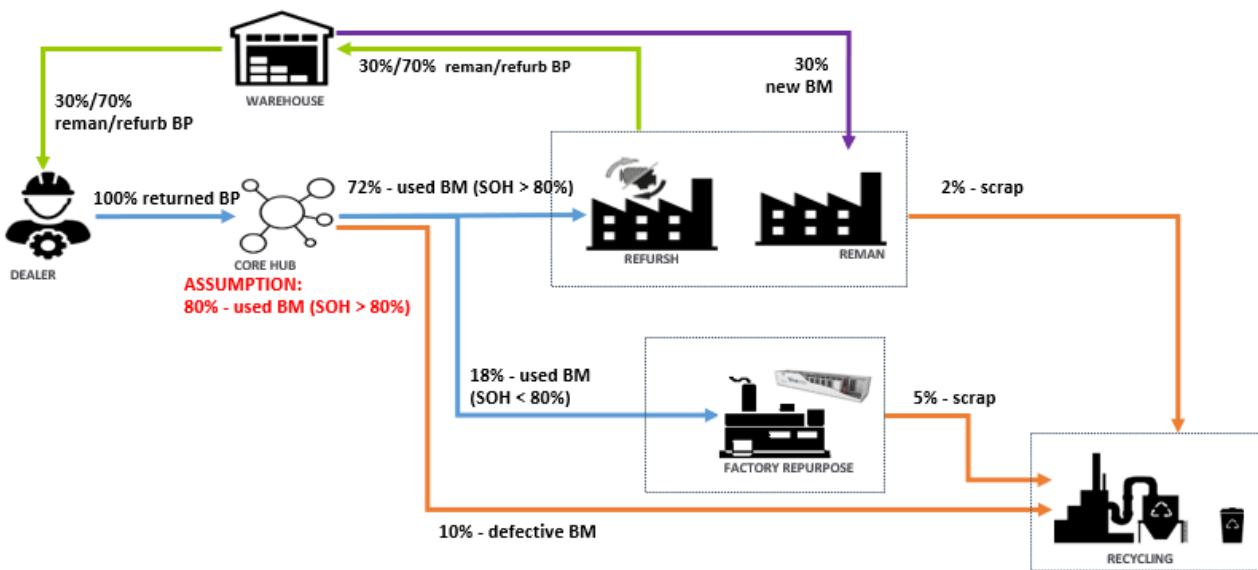 WAREHOUSE
30%/70% reman/refurb BP
30%
new BM
30%/70%
reman/refurb BP
DEALER
100% returned BP
CORE HUB
ASSUMPTION:
80% - used BM (SOH > 80%)
72% - used BM (SOH > 80%)
REFURSH
REMAN
2% - scrap
18% - used BM
(SOH < 80%)
FACTORY REPURPOSE
5% - scrap
10% - defective BM
RECYCLING